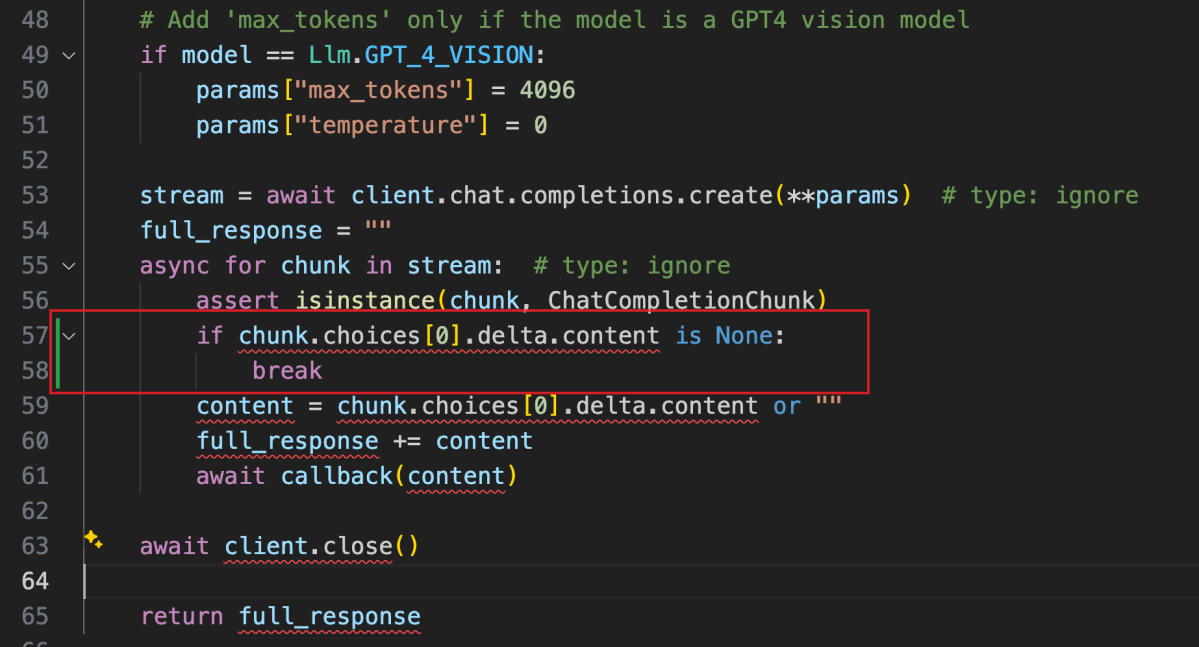 48 # Add 'max_tokens' only if the model is a GPT4 vision model
49 if model == Llm.GPT_4_VISION:
50 params["max_tokens"] = 4096
51 params["temperature"] = 0
52
53 stream = await client.chat.completions.create(**params)  # type: ignore
54 full_response = ""
55 async for chunk in stream:  # type: ignore
56 assert isinstance(chunk, ChatCompletionChunk)
57 if chunk.choices[0].delta.content is None:
58 break
59 content = chunk.choices[0].delta.content or ""
60 full_response += content
61 await callback(content)
62
63 await client.close()
64
65 return full_response